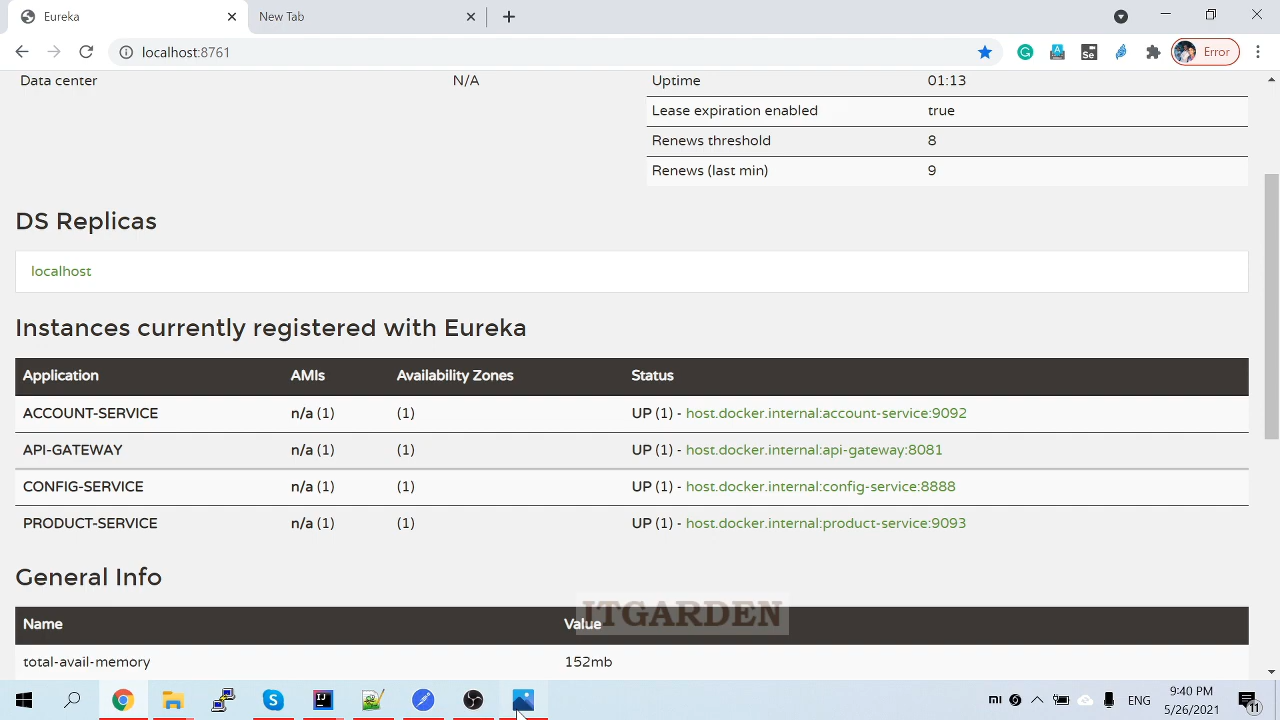 Eureka
New Tab
localhost:8761
Error
Data center N/A
Uptime 01:13
Lease expiration enabled true
Renews threshold 8
Renews (last min) 9
DS Replicas
localhost
Instances currently registered with Eureka
Application AMIs Availability Zones Status
ACCOUNT-SERVICE n/a (1) (1) UP (1) - host.docker.internal:account-service:9092
API-GATEWAY n/a (1) (1) UP (1) - host.docker.internal:api-gateway:8081
CONFIG-SERVICE n/a (1) (1) UP (1) - host.docker.internal:config-service:8888
PRODUCT-SERVICE n/a (1) (1) UP (1) - host.docker.internal:product-service:9093
General Info
ITGARDEN
Name Value
total-avail-memory 152mb
ENG
9:40 PM
5/26/2021
11